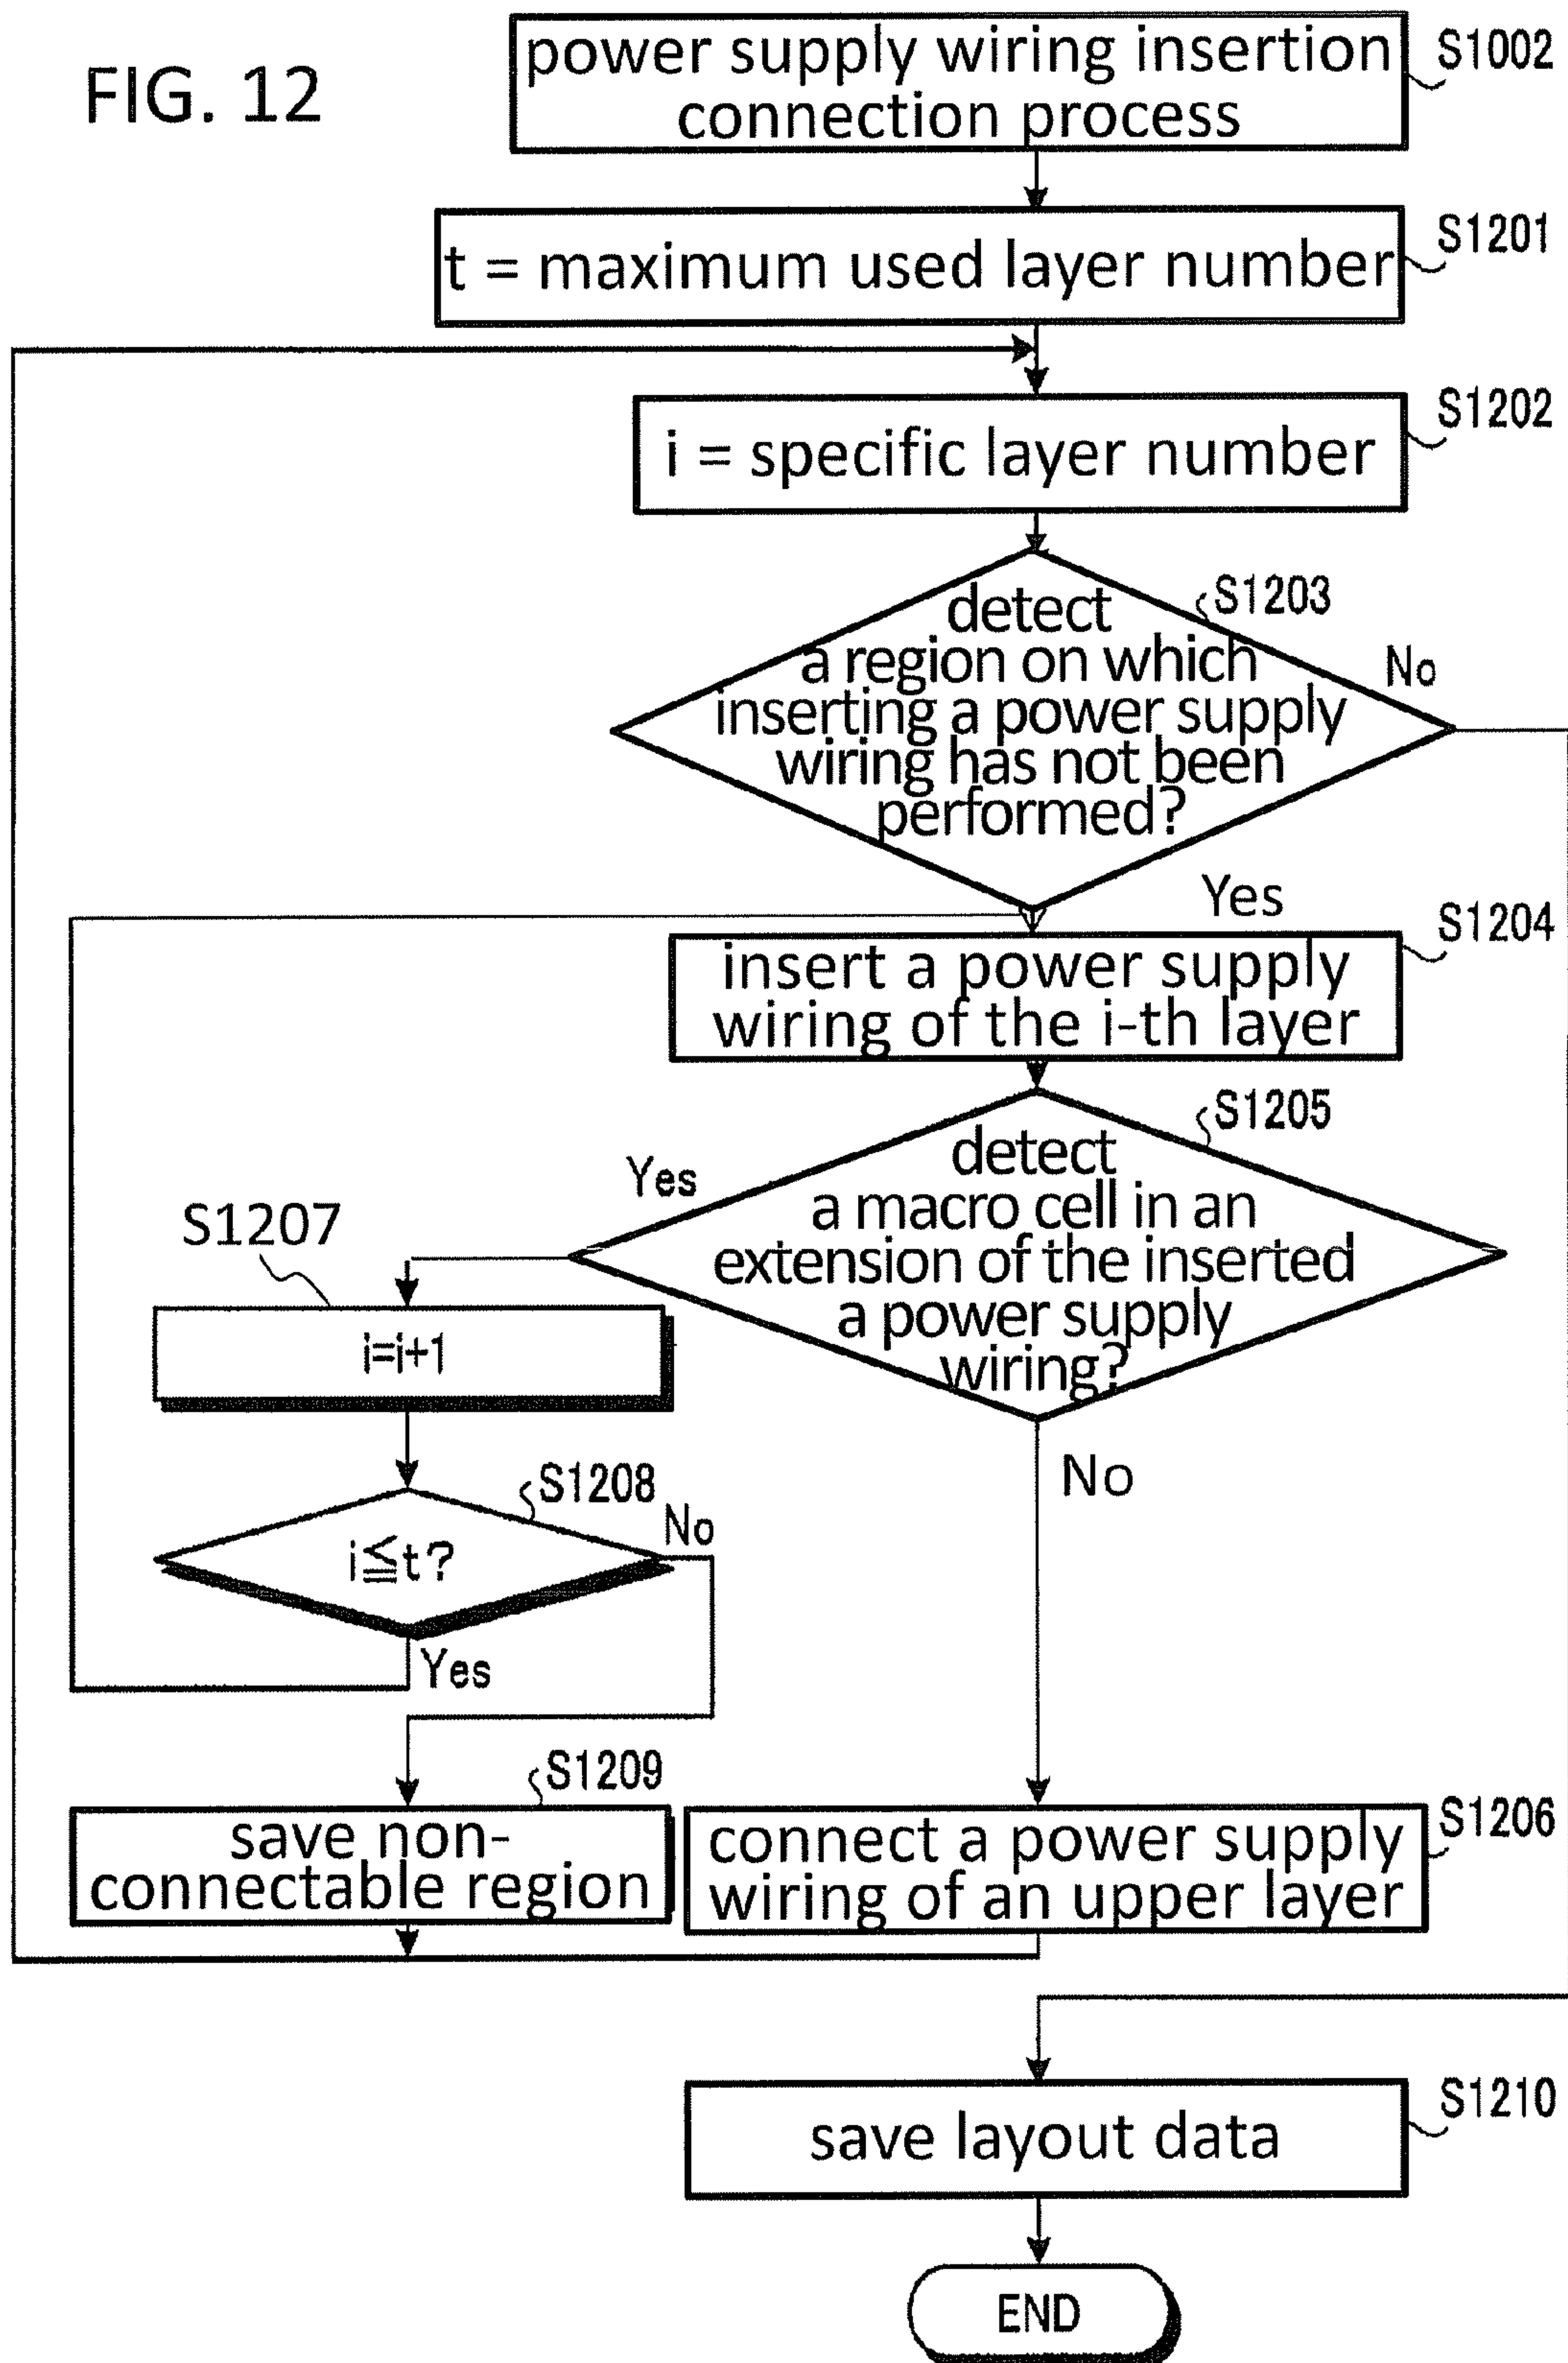 FIG. 12
power supply wiring insertion
connection process
S1002
t = maximum used layer number
S1201
i = specific layer number
S1202
detect
a region on which
inserting a power supply
wiring has not been
performed?
S1203
No
Yes
insert a power supply
wiring of the i-th layer
S1204
detect
a macro cell in an
extension of the inserted
a power supply
wiring?
S1205
Yes
No
S1207
i=i+1
S1208
i≦t?
No
Yes
S1209
save non-
connectable region
connect a power supply
wiring of an upper layer
S1206
save layout data
S1210
END